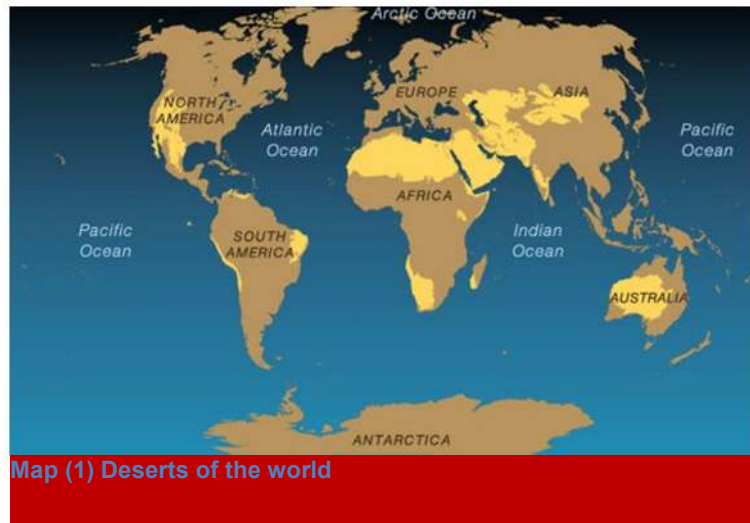 Arctic Ocean
NORTH
AMERICA
EUROPE
ASIA
Atlantic
Ocean
Pacific
Ocean
AFRICA
Pacific
Ocean
SOUTH
AMERICA
Indian
Ocean
AUSTRALIA
ANTARCTICA
Map (1) Deserts of the world